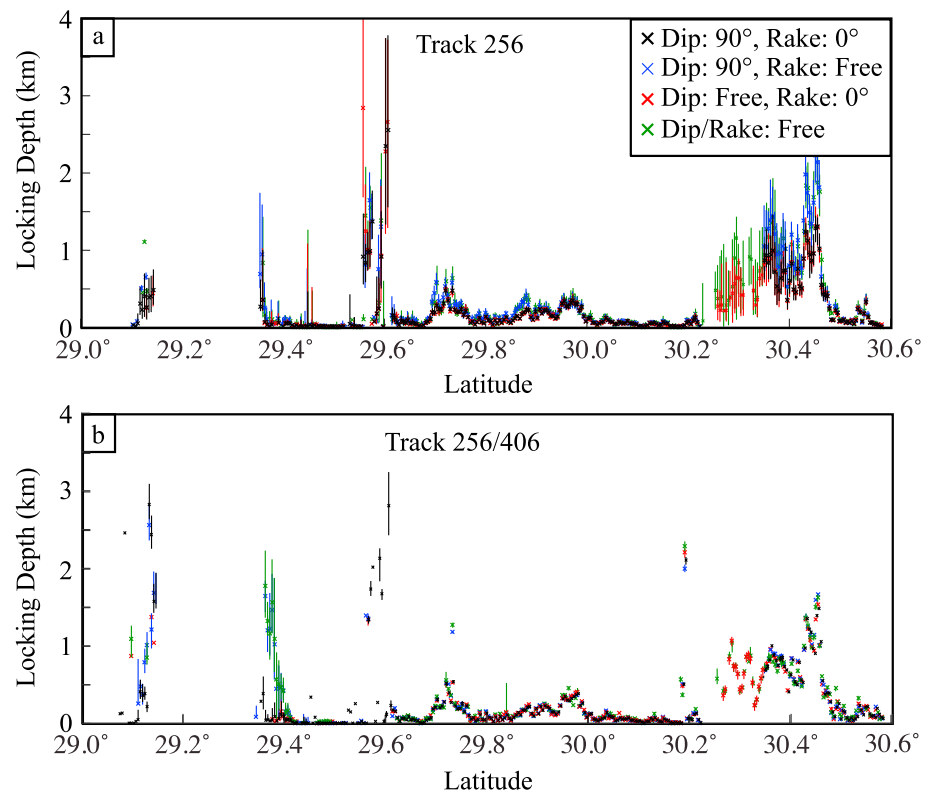 a
Track 256
× Dip: 90°, Rake: 0°
× Dip: 90°, Rake: Free
× Dip: Free, Rake: 0°
× Dip/Rake: Free
Locking Depth (km)
4
3
2
1
0
29.0° 29.2° 29.4° 29.6° 29.8° 30.0° 30.2° 30.4° 30.6°
Latitude
b
Track 256/406
Locking Depth (km)
4
3
2
1
0
29.0° 29.2° 29.4° 29.6° 29.8° 30.0° 30.2° 30.4° 30.6°
Latitude